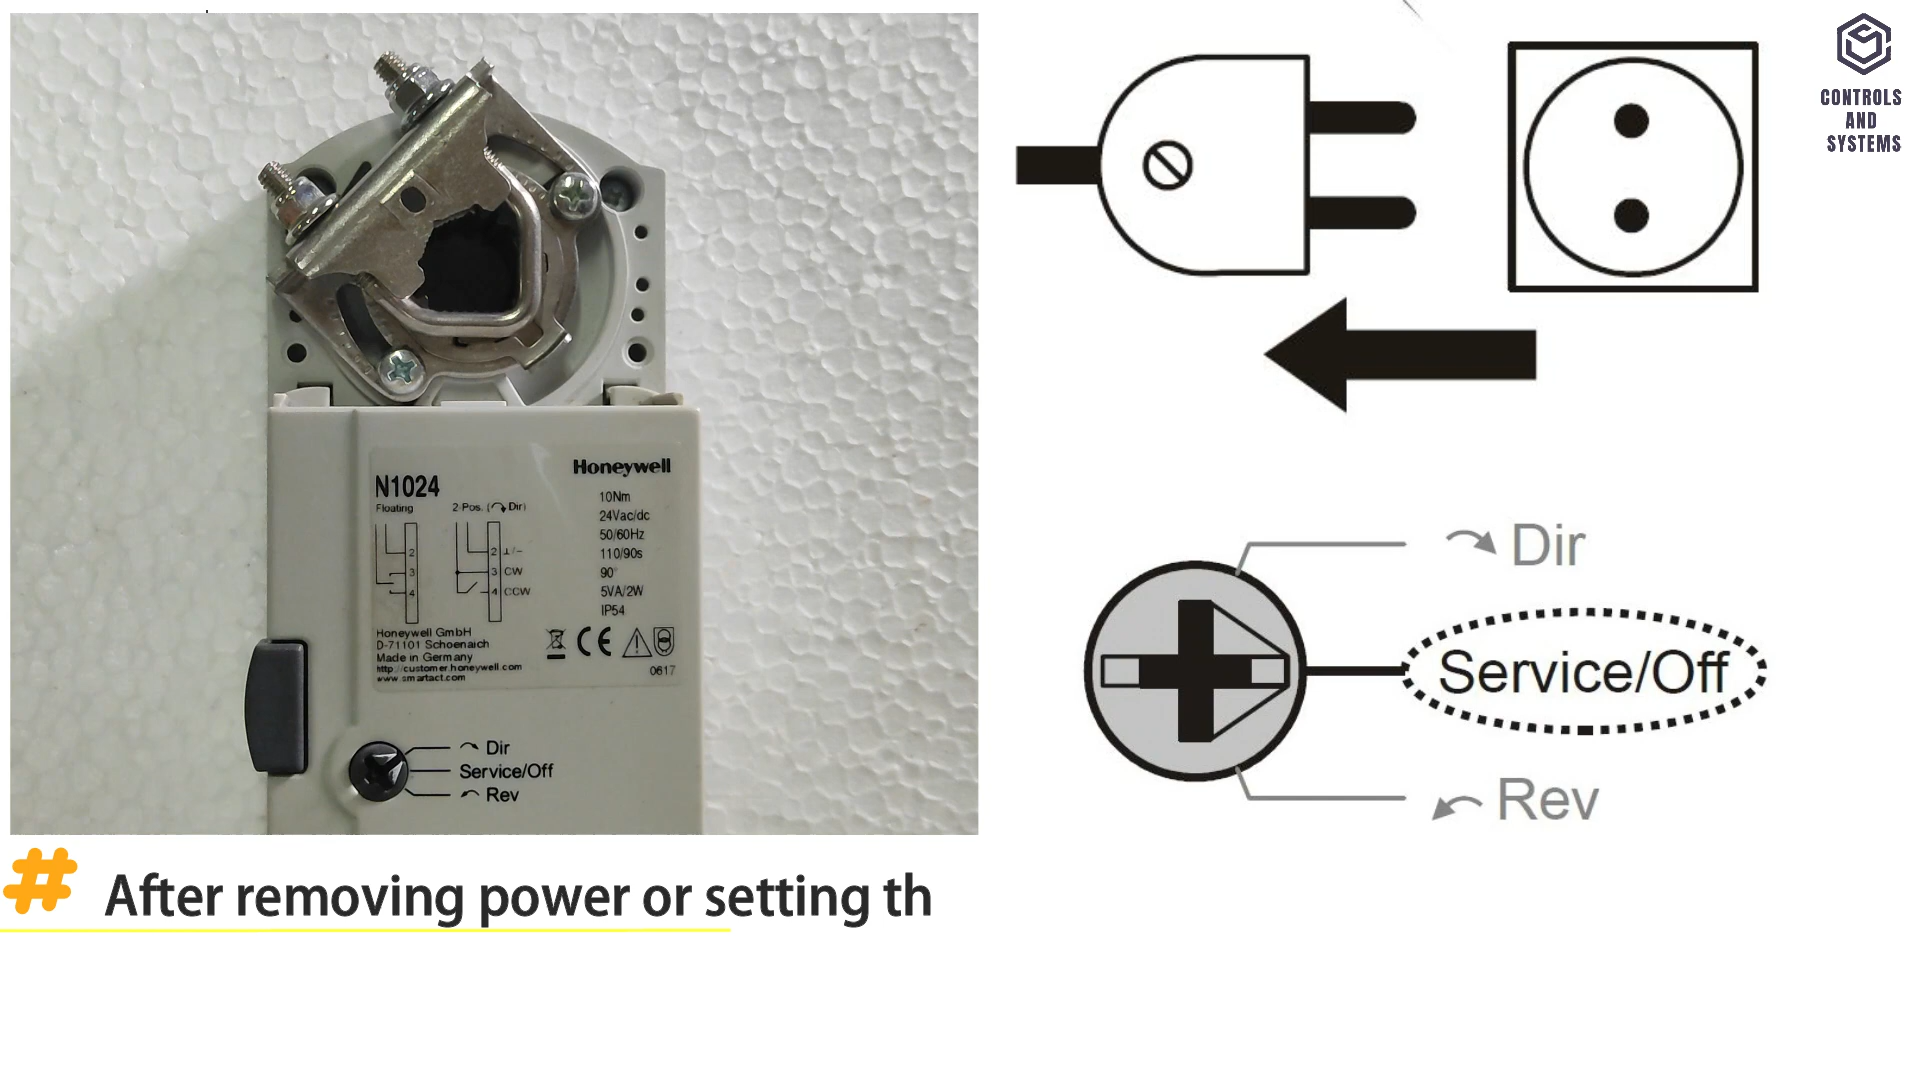 CONTROLS
AND
SYSTEMS
Honeywell
N1024
Floating
2 Pos. (↷ Dir)
10Nm
24Vac/dc
50/60Hz
110/90s
90°
5VA/2W
IP54
2
3
4
2 ⊥/~
3 CW
4 CCW
Honeywell GmbH
D-71101 Schoenaich
Made in Germany
http://customer.honeywell.com
www.smartact.com
CE
0617
Dir
Service/Off
Rev
Dir
Service/Off
Rev
# After removing power or setting th